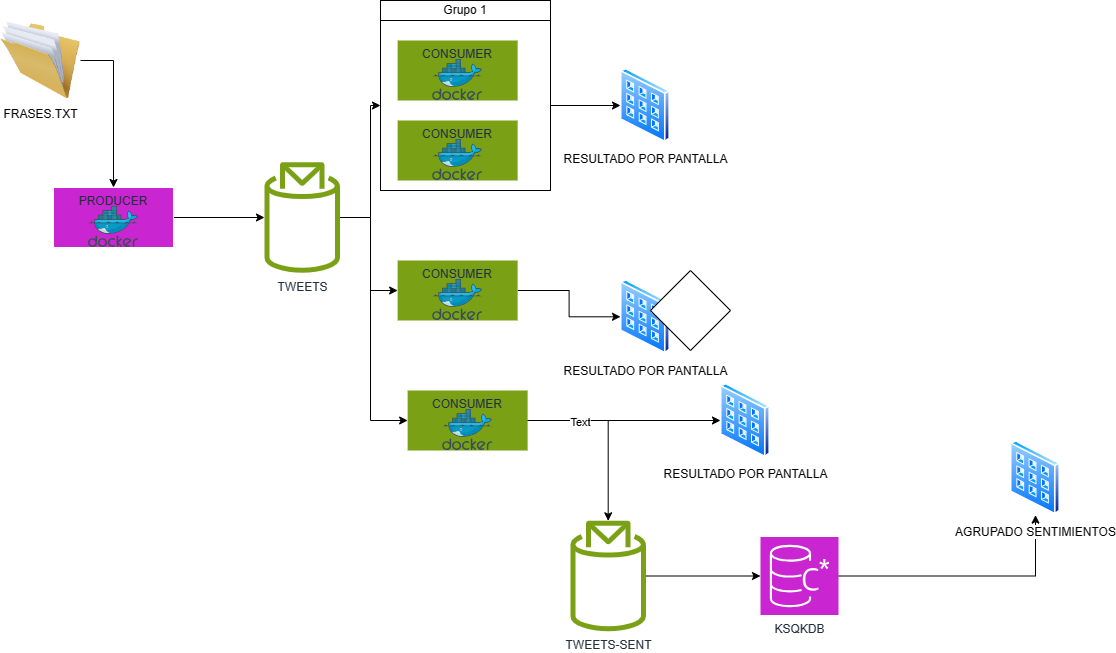 Grupo 1
CONSUMER
docker
CONSUMER
docker
FRASES.TXT
RESULTADO POR PANTALLA
PRODUCER
docker
TWEETS
CONSUMER
docker
RESULTADO POR PANTALLA
CONSUMER
docker
Text
RESULTADO POR PANTALLA
AGRUPADO SENTIMIENTOS
C*
KSQKDB
TWEETS-SENT